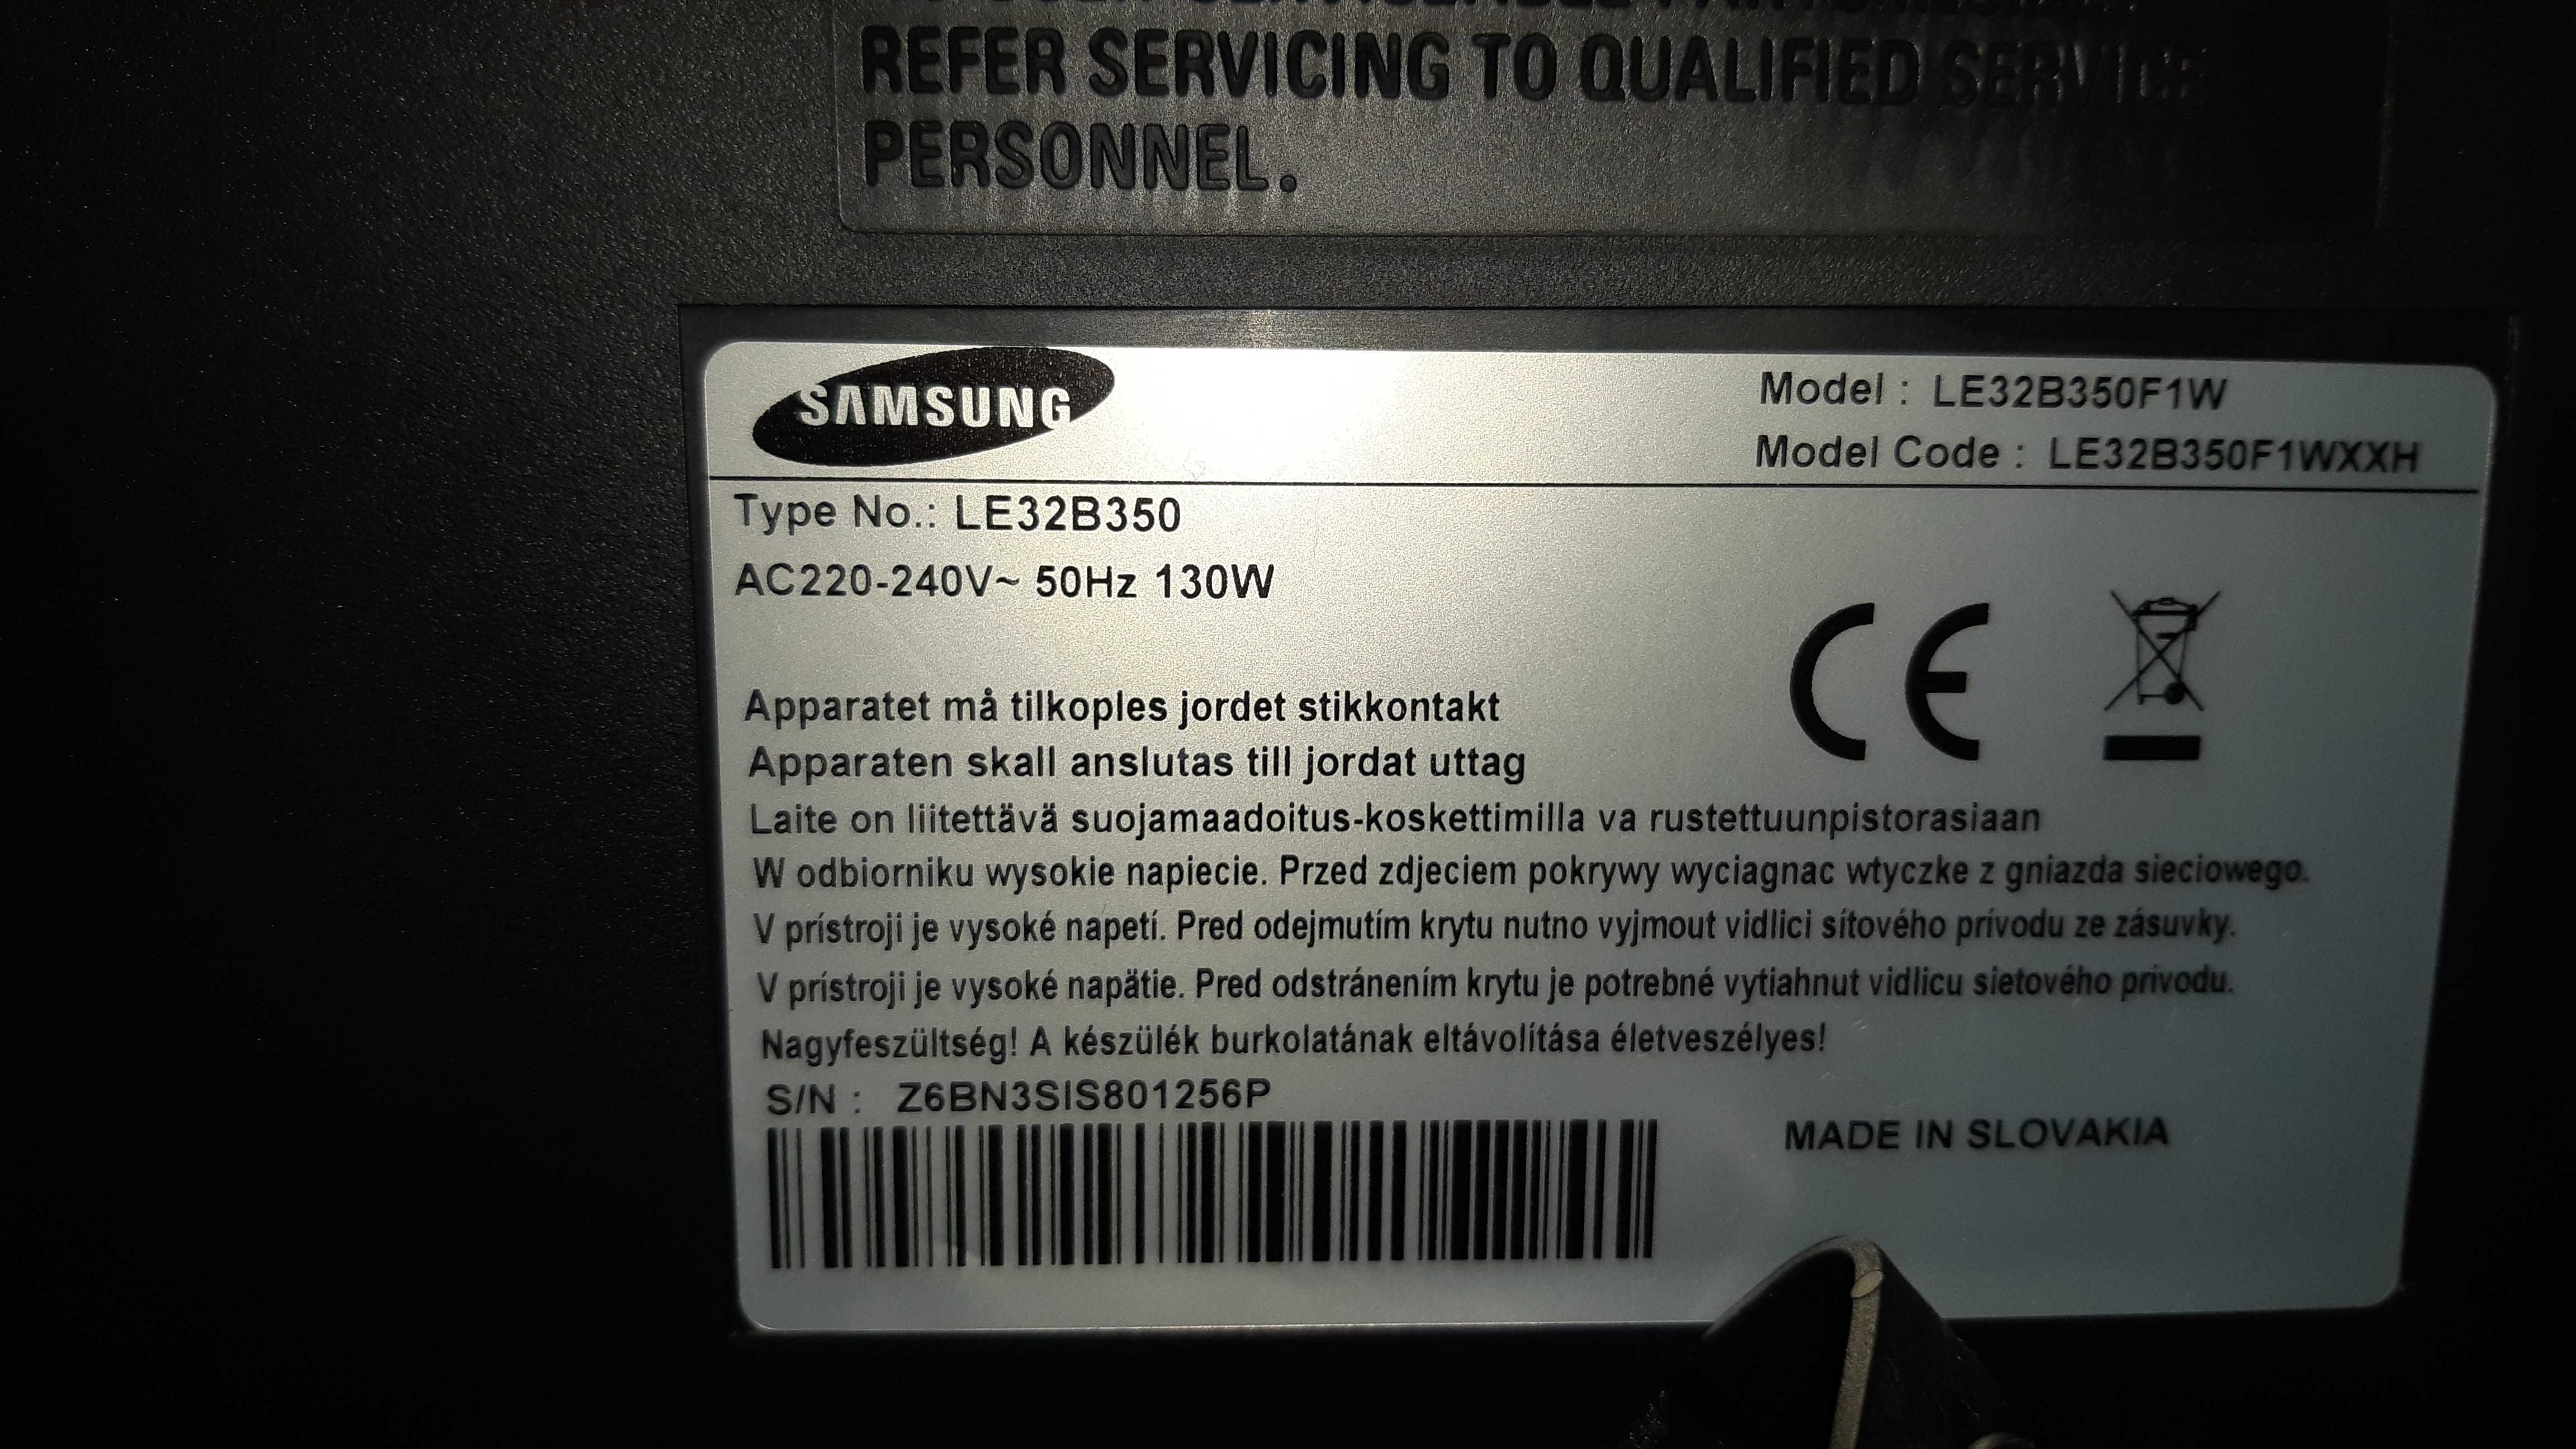 REFER SERVICING TO QUALIFIED SERVICE
PERSONNEL.
SAMSUNG
Model : LE32B350F1W
Model Code : LE32B350F1WXXH
Type No.: LE32B350
AC220-240V~ 50Hz 130W
CE
Apparatet må tilkoples jordet stikkontakt
Apparaten skall anslutas till jordat uttag
Laite on liitettävä suojamaadoitus-koskettimilla va rustettuunpistorasiaan
W odbiorniku wysokie napiecie. Przed zdjeciem pokrywy wyciagnac wtyczke z gniazda sieciowego.
V prístroji je vysoké napetí. Pred odejmutím krytu nutno vyjmout vidlici sítového prívodu ze zásuvky.
V prístroji je vysoké napätie. Pred odstránením krytu je potrebné vytiahnut vidlicu sietového prívodu.
Nagyfeszültség! A készülék burkolatának eltávolítása életveszélyes!
S/N : Z6BN3SIS801256P
MADE IN SLOVAKIA